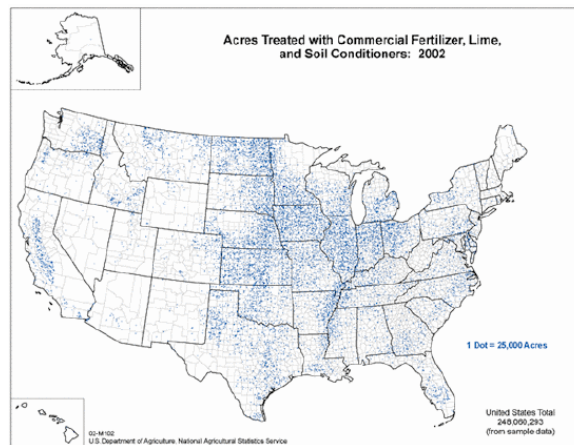 Acres Treated with Commercial Fertilizer, Lime,
and Soil Conditioners: 2002
1 Dot = 25,000 Acres
United States Total
248,060,293
(from sample data)
02-M102
U.S. Department of Agriculture, National Agricultural Statistics Service